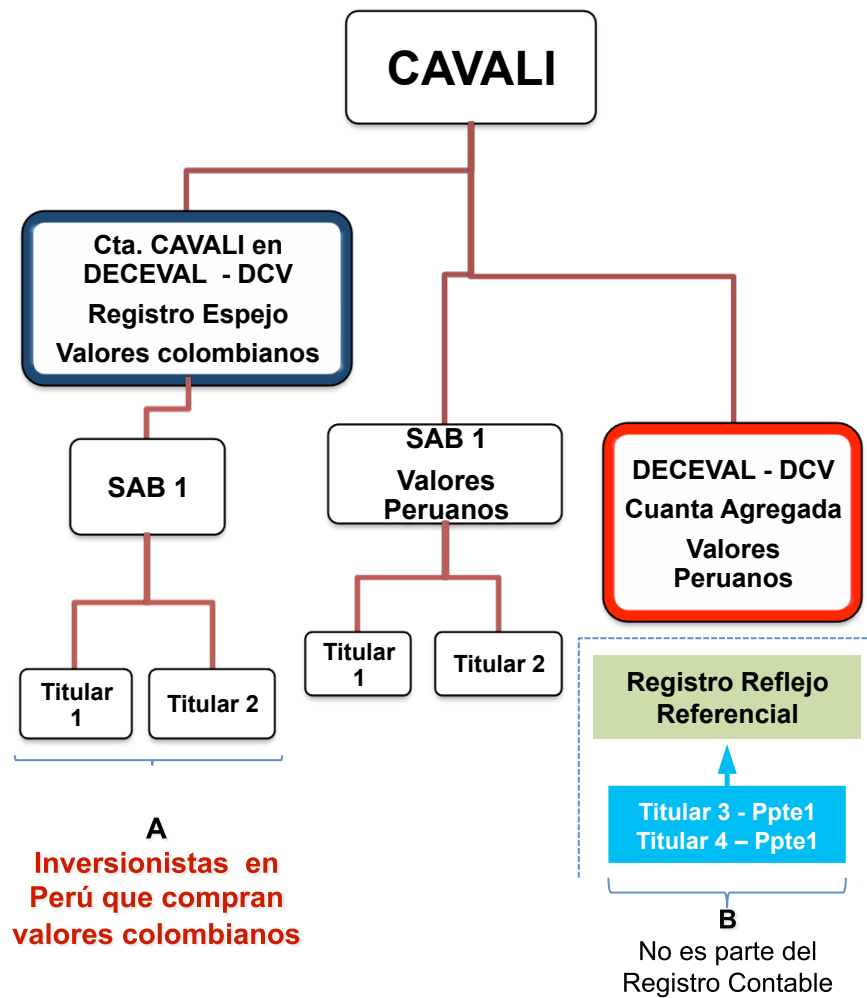 CAVALI
Cta. CAVALI en
DECEVAL - DCV
Registro Espejo
Valores colombianos
SAB 1
Titular
1
Titular 2
A
Inversionistas en
Perú que compran
valores colombianos
SAB 1
Valores
Peruanos
Titular
1
Titular 2
DECEVAL - DCV
Cuanta Agregada
Valores
Peruanos
Registro Reflejo
Referencial
Titular 3 - Ppte1
Titular 4 – Ppte1
B
No es parte del
Registro Contable